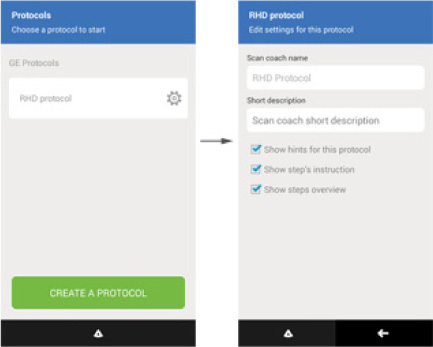 Protocols
Choose a protocol to start
GE Protocols
RHD protocol
CREATE A PROTOCOL
RHD protocol
Edit settings for this protocol
Scan coach name
RHD Protocol
Short description
Scan coach short description
Show hints for this protocol
Show step's instruction
Show steps overview